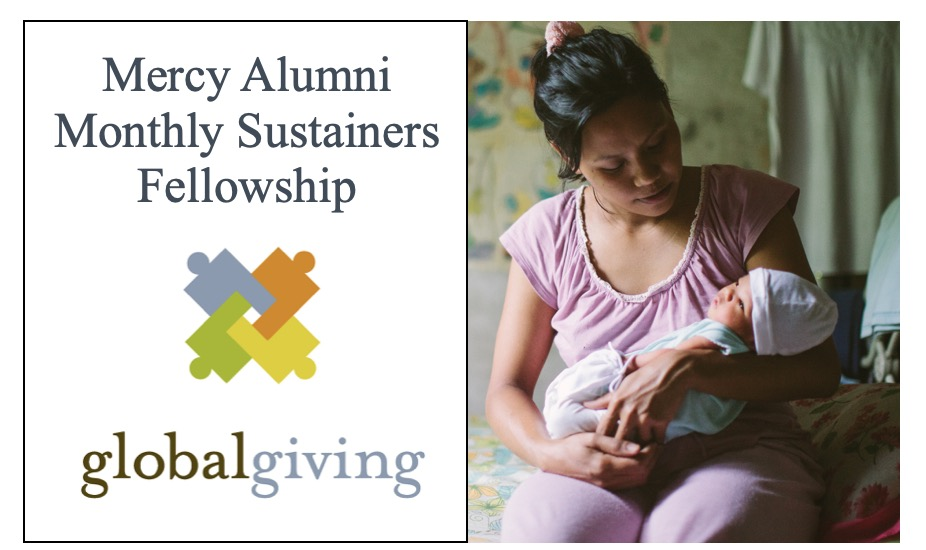 Mercy Alumni
Monthly Sustainers
Fellowship
globalgiving